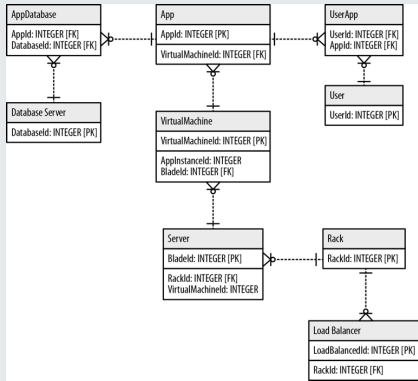 AppDatabase
AppId: INTEGER [FK]
DatabaseId: INTEGER [FK]
App
AppId: INTEGER [PK]
VirtualMachineId: INTEGER [FK]
UserApp
UserId: INTEGER [FK]
AppId: INTEGER [FK]
Database Server
DatabaseId: INTEGER [PK]
VirtualMachine
VirtualMachineId: INTEGER [PK]
AppInstanceId: INTEGER
BladeId: INTEGER [FK]
User
UserId: INTEGER [PK]
Server
BladeId: INTEGER [PK]
RackId: INTEGER [FK]
VirtualMachineId: INTEGER
Rack
RackId: INTEGER [PK]
Load Balancer
LoadBalancedId: INTEGER [PK]
RackId: INTEGER [FK]